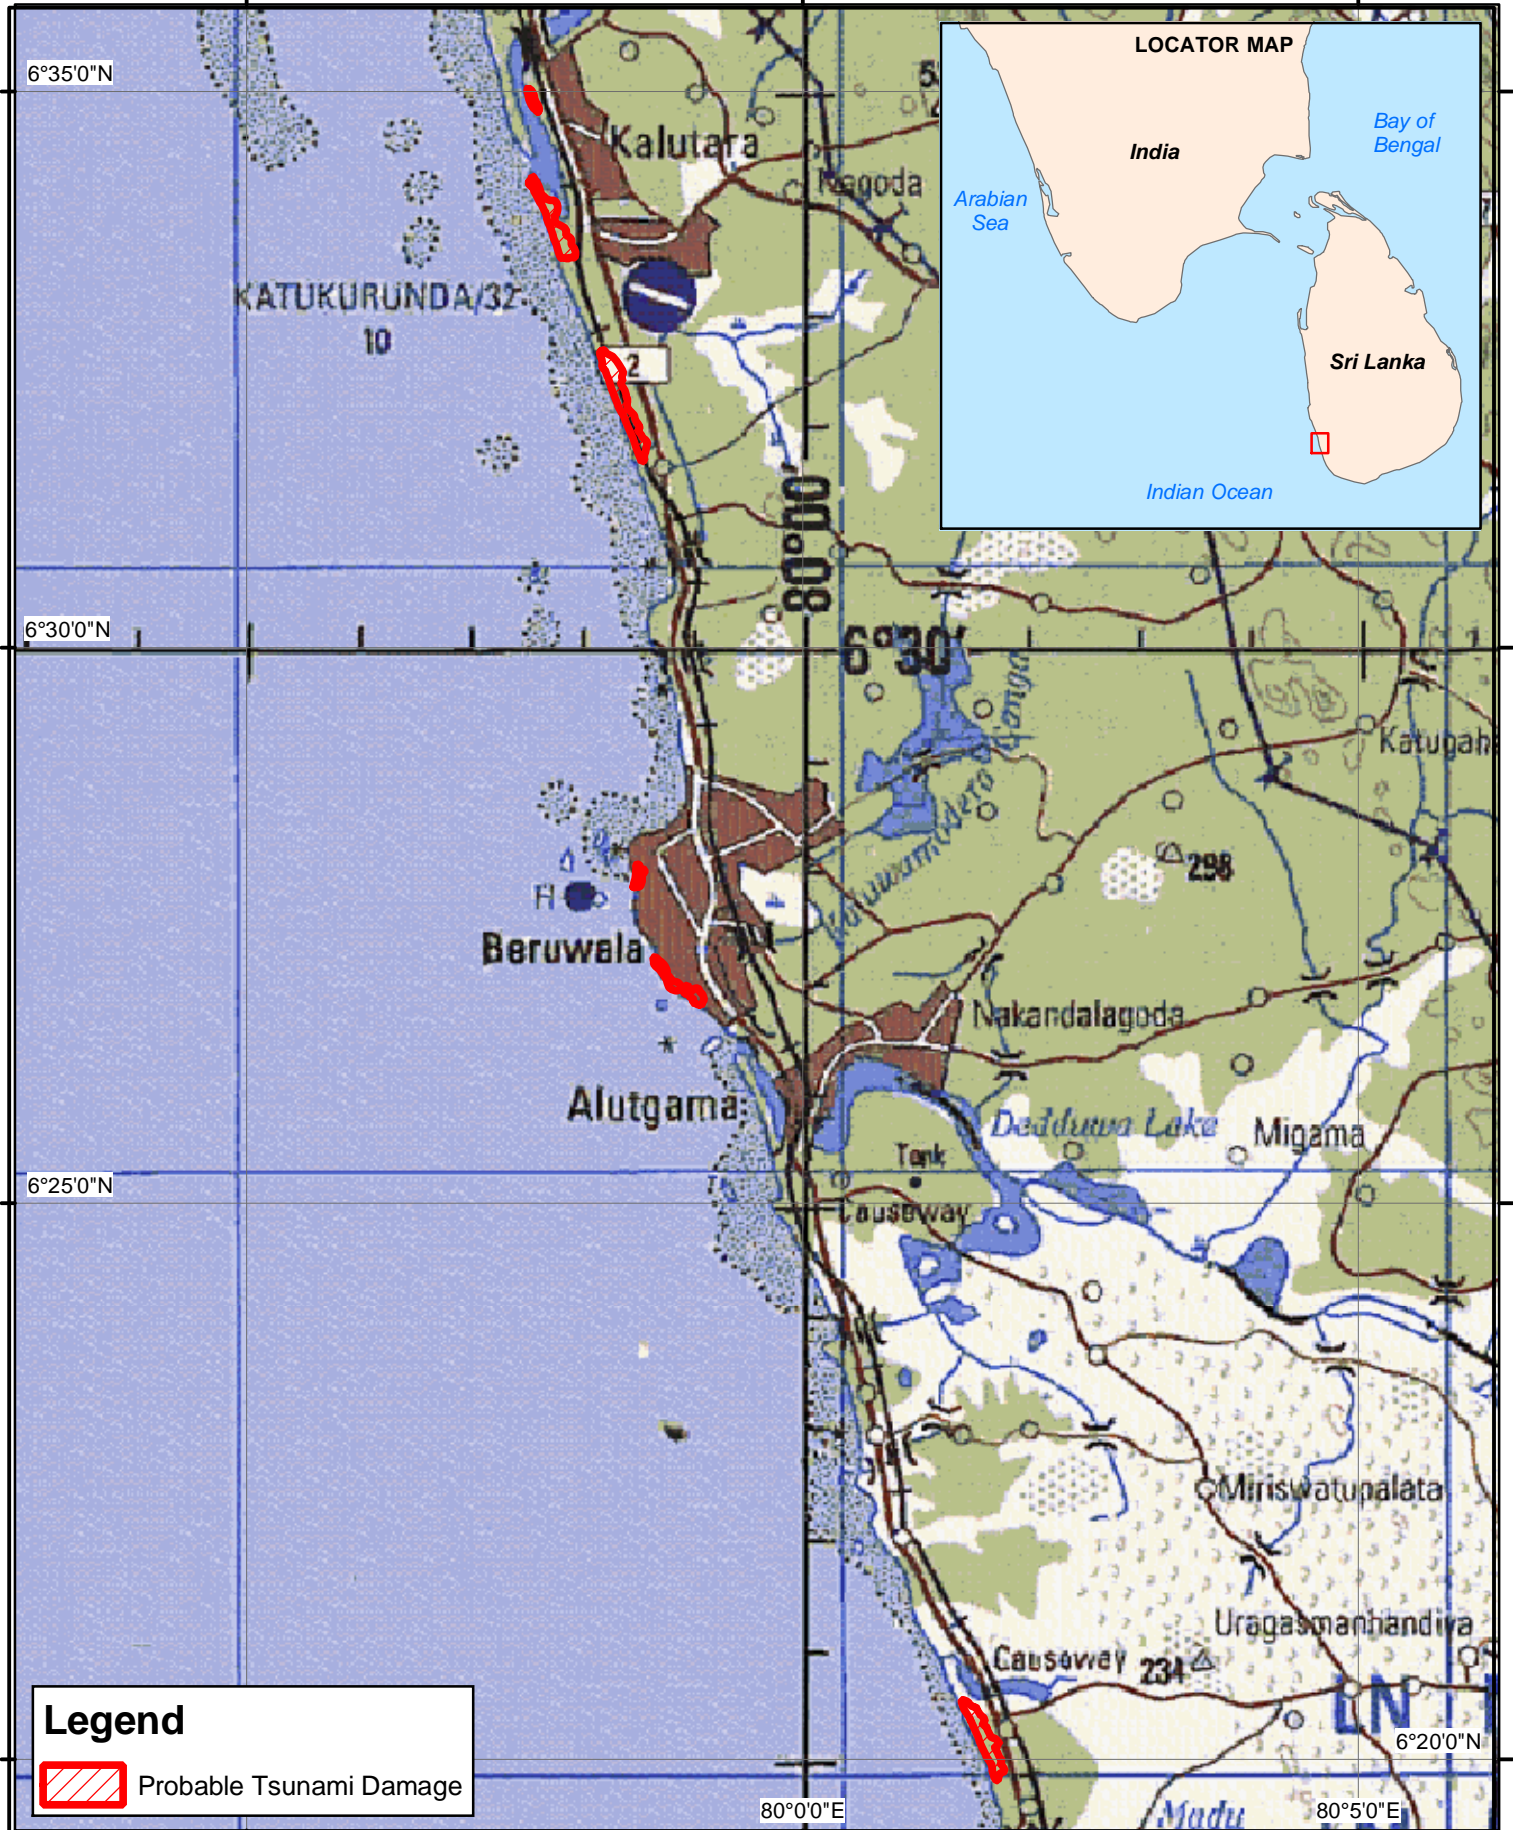 6°35'0"N
LOCATOR MAP
India
Bay of
Bengal
Arabian
Sea
Sri Lanka
Indian Ocean
Kalutara
Nagoda
KATUKURUNDA/32
10
2
80°00'
6°30'0"N
6°30'
Katugah
298
H
Beruwala
Nakandalagoda
Alutgama
Dedduwa Lake
Migama
Tank
6°25'0"N
Causeway
Miriswatupalata
Uragasmanhandiya
Causeway
234
LN
6°20'0"N
Legend
Probable Tsunami Damage
80°0'0"E
80°5'0"E
Madu